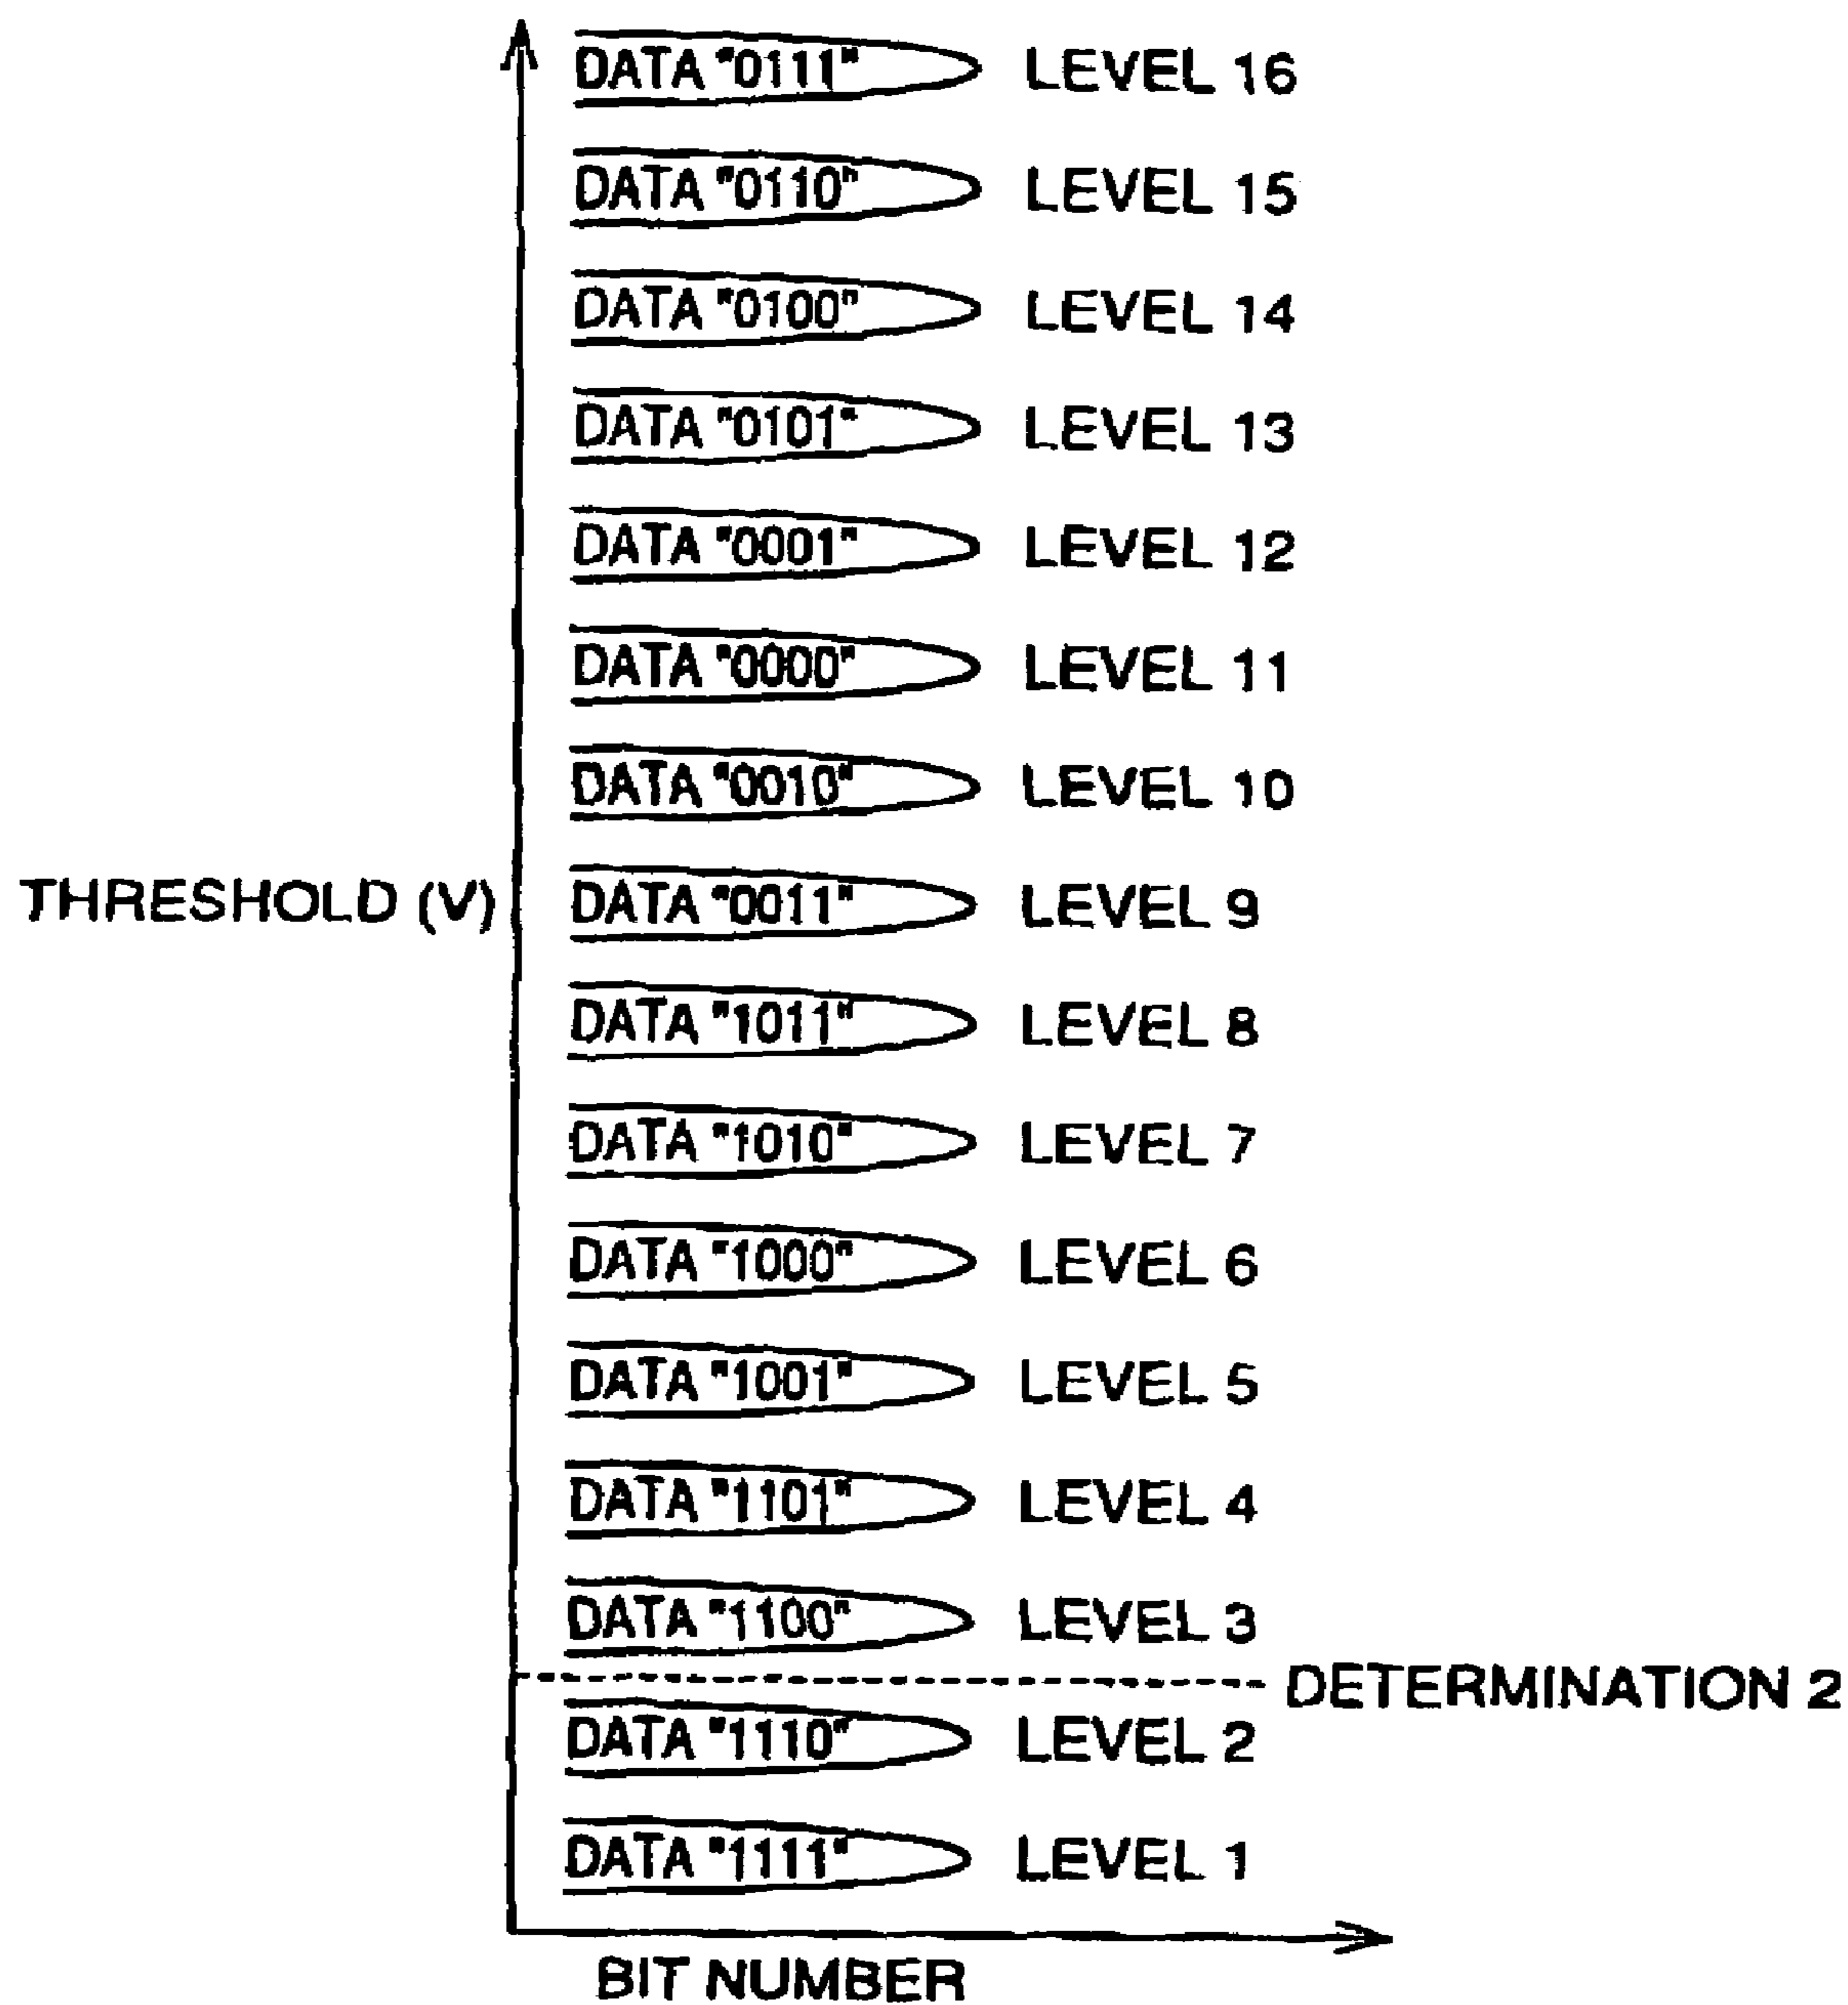 DATA "0111" LEVEL 16
DATA "0110" LEVEL 15
DATA "0100" LEVEL 14
DATA "0101" LEVEL 13
DATA "0001" LEVEL 12
DATA "0000" LEVEL 11
DATA "0010" LEVEL 10
THRESHOLD (V) DATA "0011" LEVEL 9
DATA "1011" LEVEL 8
DATA "1010" LEVEL 7
DATA "1000" LEVEL 6
DATA "1001" LEVEL 5
DATA "1101" LEVEL 4
DATA "1100" LEVEL 3
DETERMINATION 2
DATA "1110" LEVEL 2
DATA "1111" LEVEL 1
BIT NUMBER